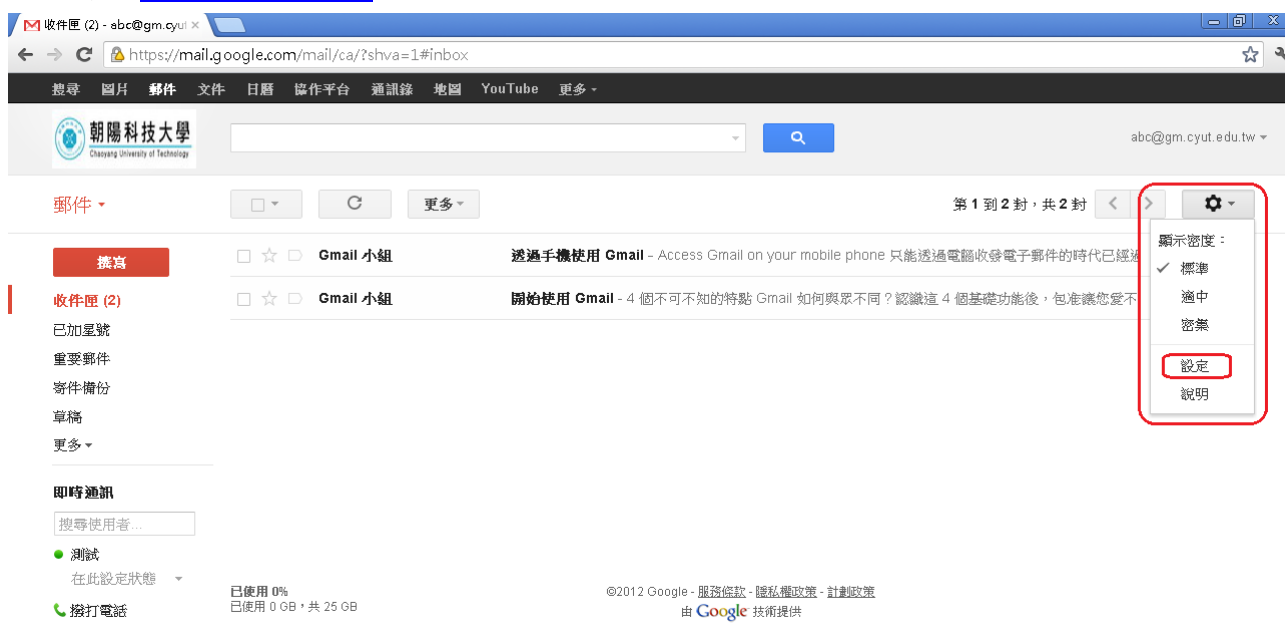 收件匣 (2) - abc@gm.cyut
https://mail.google.com/mail/ca/?shva=1#inbox
搜尋 圖片 郵件 文件 日曆 協作平台 通訊錄 地圖 YouTube 更多
朝陽科技大學
Chaoyang University of Technology
abc@gm.cyut.edu.tw
郵件 更多 第 1 到 2 封，共 2 封
顯示密度：
標準
適中
密集
設定
說明
撰寫
Gmail 小組 透過手機使用 Gmail - Access Gmail on your mobile phone 只能透過電腦收發電子郵件的時代已經過
收件匣 (2)
Gmail 小組 開始使用 Gmail - 4 個不可不知的特點 Gmail 如何與眾不同？認識這 4 個基礎功能後，包准讓您愛不
已加星號
重要郵件
寄件備份
草稿
更多
即時通訊
搜尋使用者...
測試
在此設定狀態
撥打電話
已使用 0%
已使用 0 GB，共 25 GB
©2012 Google - 服務條款 - 隱私權政策 - 計劃政策
由 Google 技術提供